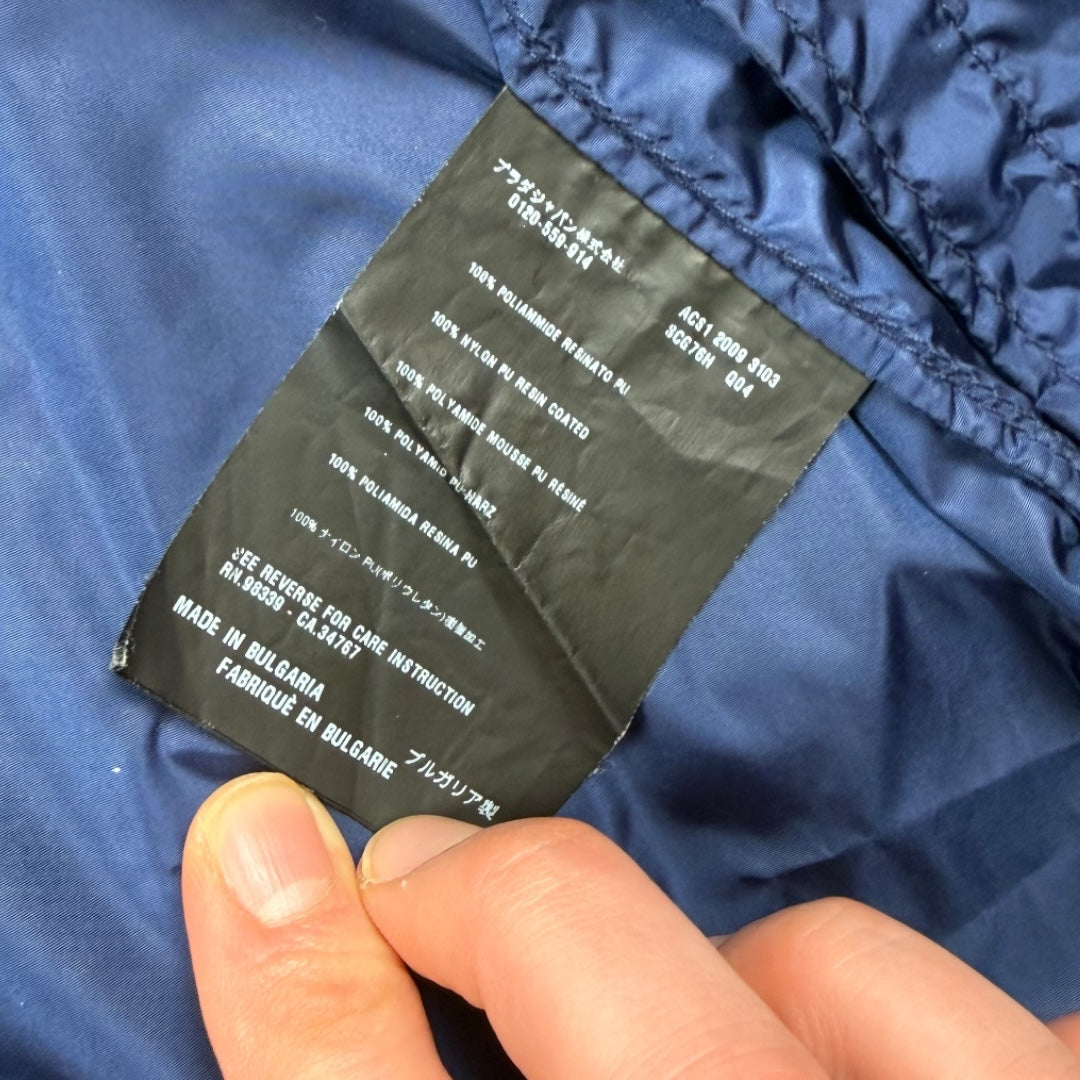 プラダジャパン株式会社
0120-559-914
AC31 2009 S103
SCG76H Q04
100% POLIAMMIDE RESINATO PU
100% NYLON PU RESIN COATED
100% POLYAMIDE MOUSSE PU RÉSINÉ
100% POLYAMID PU-HARZ
100% POLIAMIDA RESINA PU
100% ナイロン PU(ポリウレタン)樹脂加工
SEE REVERSE FOR CARE INSTRUCTION
RN.98339 - CA.34767
MADE IN BULGARIA
FABRIQUÈ EN BULGARIE
ブルガリア製